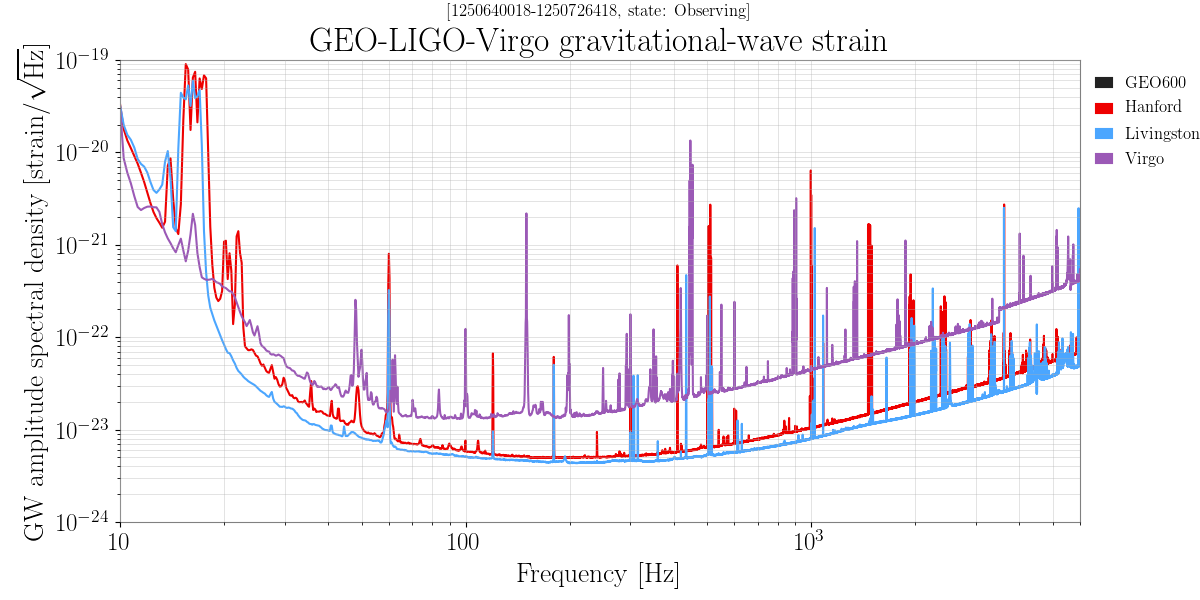 [1250640018-1250726418, state: Observing]
GEO-LIGO-Virgo gravitational-wave strain
GW amplitude spectral density [strain/√Hz]
10⁻¹⁹
10⁻²⁰
10⁻²¹
10⁻²²
10⁻²³
10⁻²⁴
10
100
10³
Frequency [Hz]
GEO600
Hanford
Livingston
Virgo